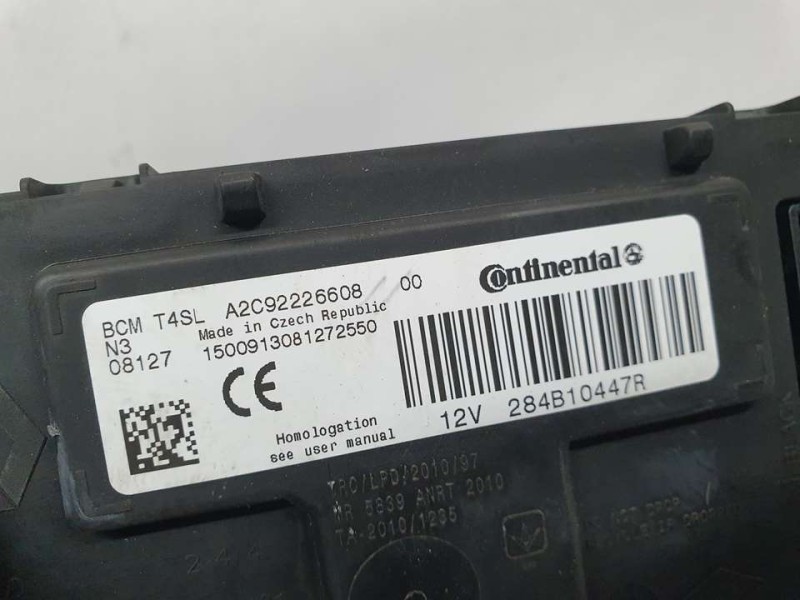 BCM T4SL A2C92226608 00
Continental
N3 Made in Czech Republic
08127 1500913081272550
CE
12V 284B10447R
Homologation
see user manual
TRC/LPD/2010/97
MR 5639 ANRT 2010
TA-2010/1235